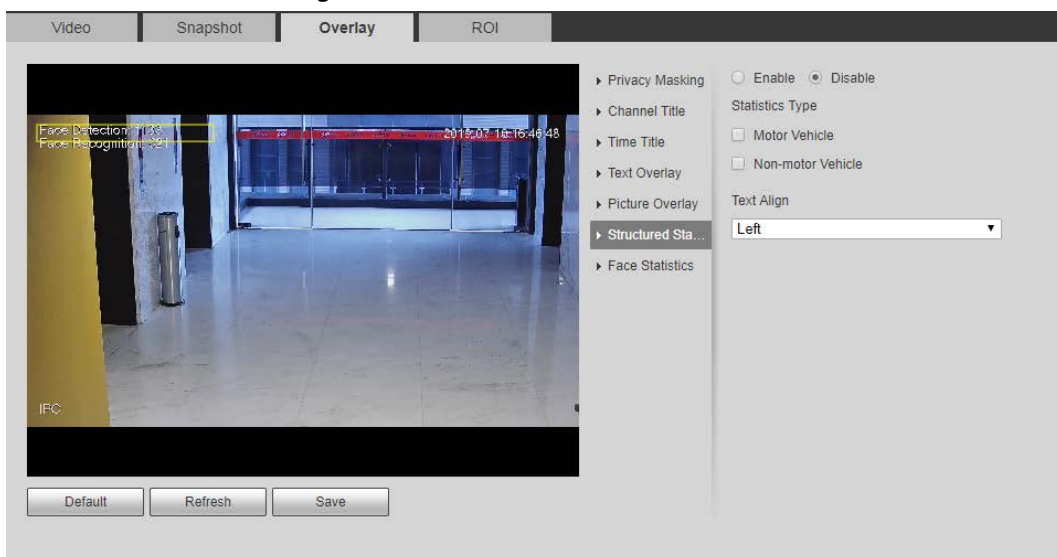 Video Snapshot Overlay ROI
Face Detection:
Face Recognition: 321
2019-07-16 16:46:48
IPC
Privacy Masking
Channel Title
Time Title
Text Overlay
Picture Overlay
Structured Sta...
Face Statistics
Enable Disable
Statistics Type
Motor Vehicle
Non-motor Vehicle
Text Align
Left
Default Refresh Save